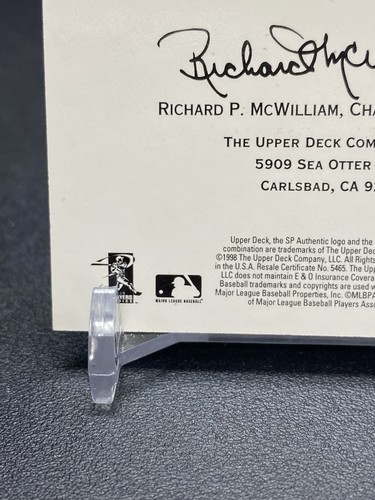 Richard P. McW
RICHARD P. MCWILLIAM, CHA
THE UPPER DECK COM
5909 SEA OTTER
CARLSBAD, CA 9
Upper Deck, the SP Authentic logo and the
combination are trademarks of The Upper De
©1998 The Upper Deck Company, LLC. All Rights
in the U.S.A. Resale Certificate No. 5465. The Uppe
LLC does not maintain E & O Insurance Covera
Baseball trademarks and copyrights are used w
Major League Baseball Properties, Inc. ©MLBPA
of Major League Baseball Players Asso
MAJOR LEAGUE BASEBALL